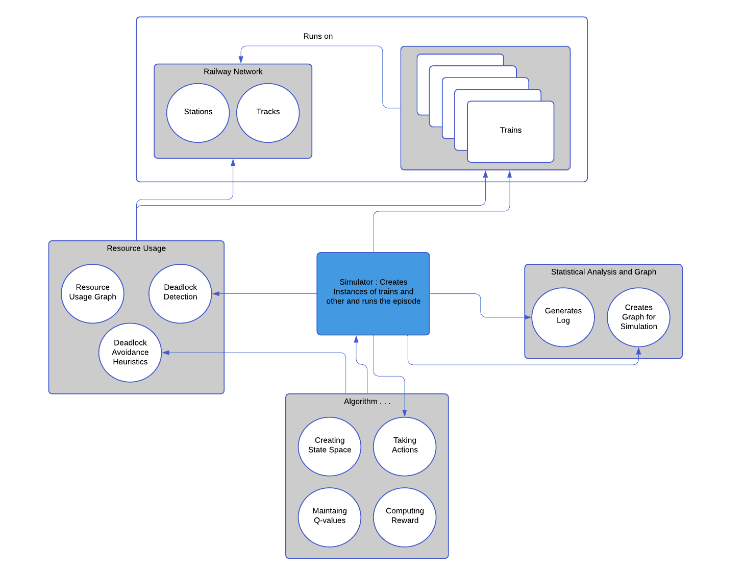 Runs on
Railway Network
Stations
Tracks
Trains
Resource Usage
Resource
Usage Graph
Deadlock
Detection
Deadlock
Avoidance
Heuristics
Simulator : Creates
Instances of trains and
other and runs the episode
Statistical Analysis and Graph
Generates
Log
Creates
Graph for
Simulation
Algorithm . . .
Creating
State Space
Taking
Actions
Maintaing
Q-values
Computing
Reward